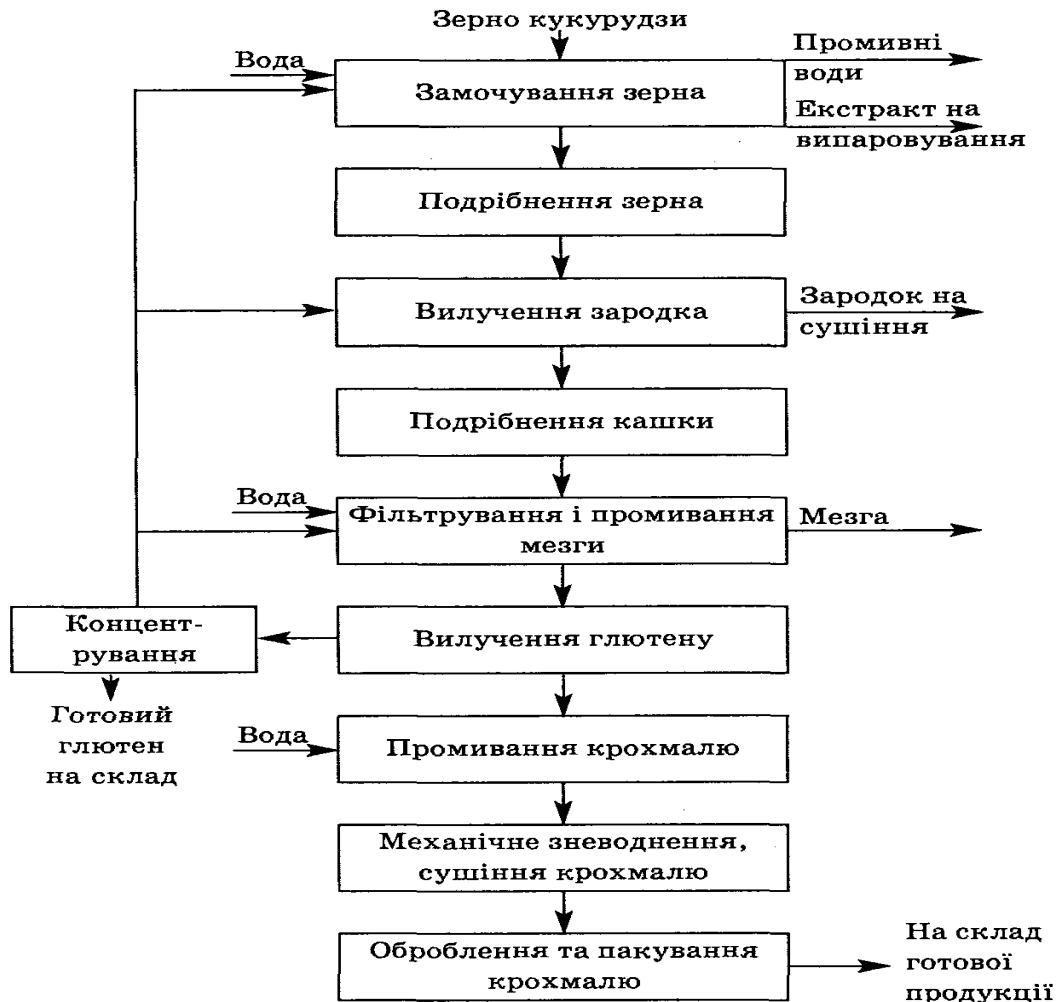 Зерно кукурудзи
Вода
Замочування зерна
Промивні
води
Екстракт на
випаровування
Подрібнення зерна
Вилучення зародка
Зародок на
сушіння
Подрібнення кашки
Вода
Фільтрування і промивання
мезги
Мезга
Концент-
рування
Вилучення глютену
Готовий
глютен
на склад
Вода
Промивання крохмалю
Механічне зневоднення,
сушіння крохмалю
Оброблення та пакування
крохмалю
На склад
готової
продукції